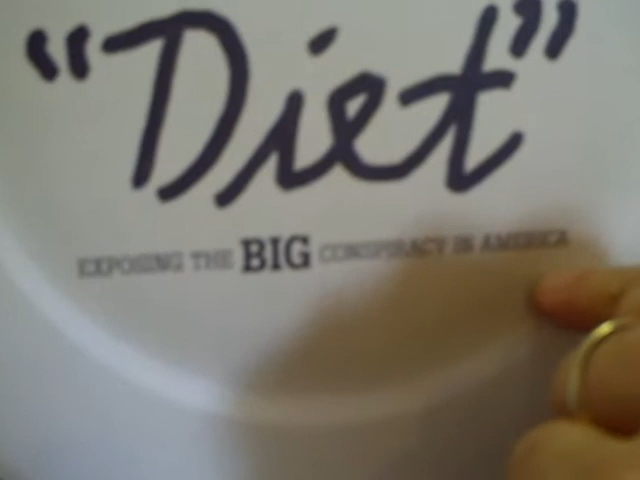 "Diet"
EXPOSING THE BIG CONSPIRACY IN AMERICA